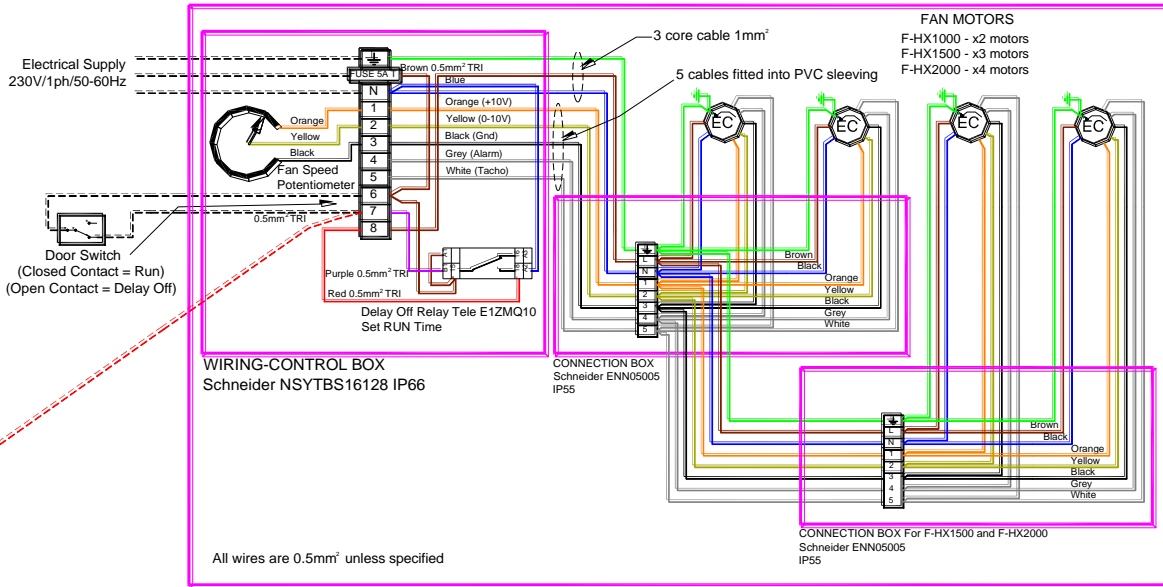 FAN MOTORS
F-HX1000 - x2 motors
F-HX1500 - x3 motors
F-HX2000 - x4 motors
3 core cable 1mm²
5 cables fitted into PVC sleeving
Electrical Supply
230V/1ph/50-60Hz
FUSE 5A T
N
1
2
3
4
5
6
7
8
Brown 0.5mm² TRI
Blue
Orange (+10V)
Yellow (0-10V)
Black (Gnd)
Grey (Alarm)
White (Tacho)
Orange
Yellow
Black
Fan Speed
Potentiometer
0.5mm² TRI
Door Switch
(Closed Contact = Run)
(Open Contact = Delay Off)
Purple 0.5mm² TRI
Red 0.5mm² TRI
A
B
15
16
18
A3
A2
Delay Off Relay Tele E1ZMQ10
Set RUN Time
WIRING-CONTROL BOX
Schneider NSYTBS16128 IP66
EC
EC
EC
EC
L
N
1
2
3
4
5
Brown
Black
Orange
Yellow
Black
Grey
White
CONNECTION BOX
Schneider ENN05005
IP55
L
N
1
2
3
4
5
Brown
Black
Orange
Yellow
Black
Grey
White
CONNECTION BOX For F-HX1500 and F-HX2000
Schneider ENN05005
IP55
All wires are 0.5mm² unless specified